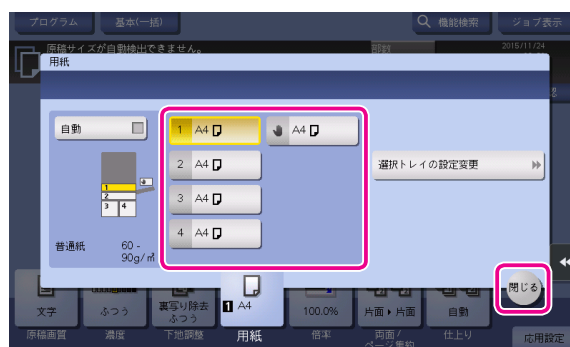 プログラム 基本(一括) 機能検索 ジョブ表示
原稿サイズが自動検出できません。 部数 2015/11/24
用紙
自動
1 A4
A4
2 A4
3 A4
4 A4
選択トレイの設定変更
1
2
3 4
普通紙 60 -
90g/㎡
閉じる
文字 ふつう 裏写り除去
ふつう 1 A4 100.0% 片面 片面 自動
原稿画質 濃度 下地調整 用紙 倍率 両面/
ページ集約 仕上り 応用設定